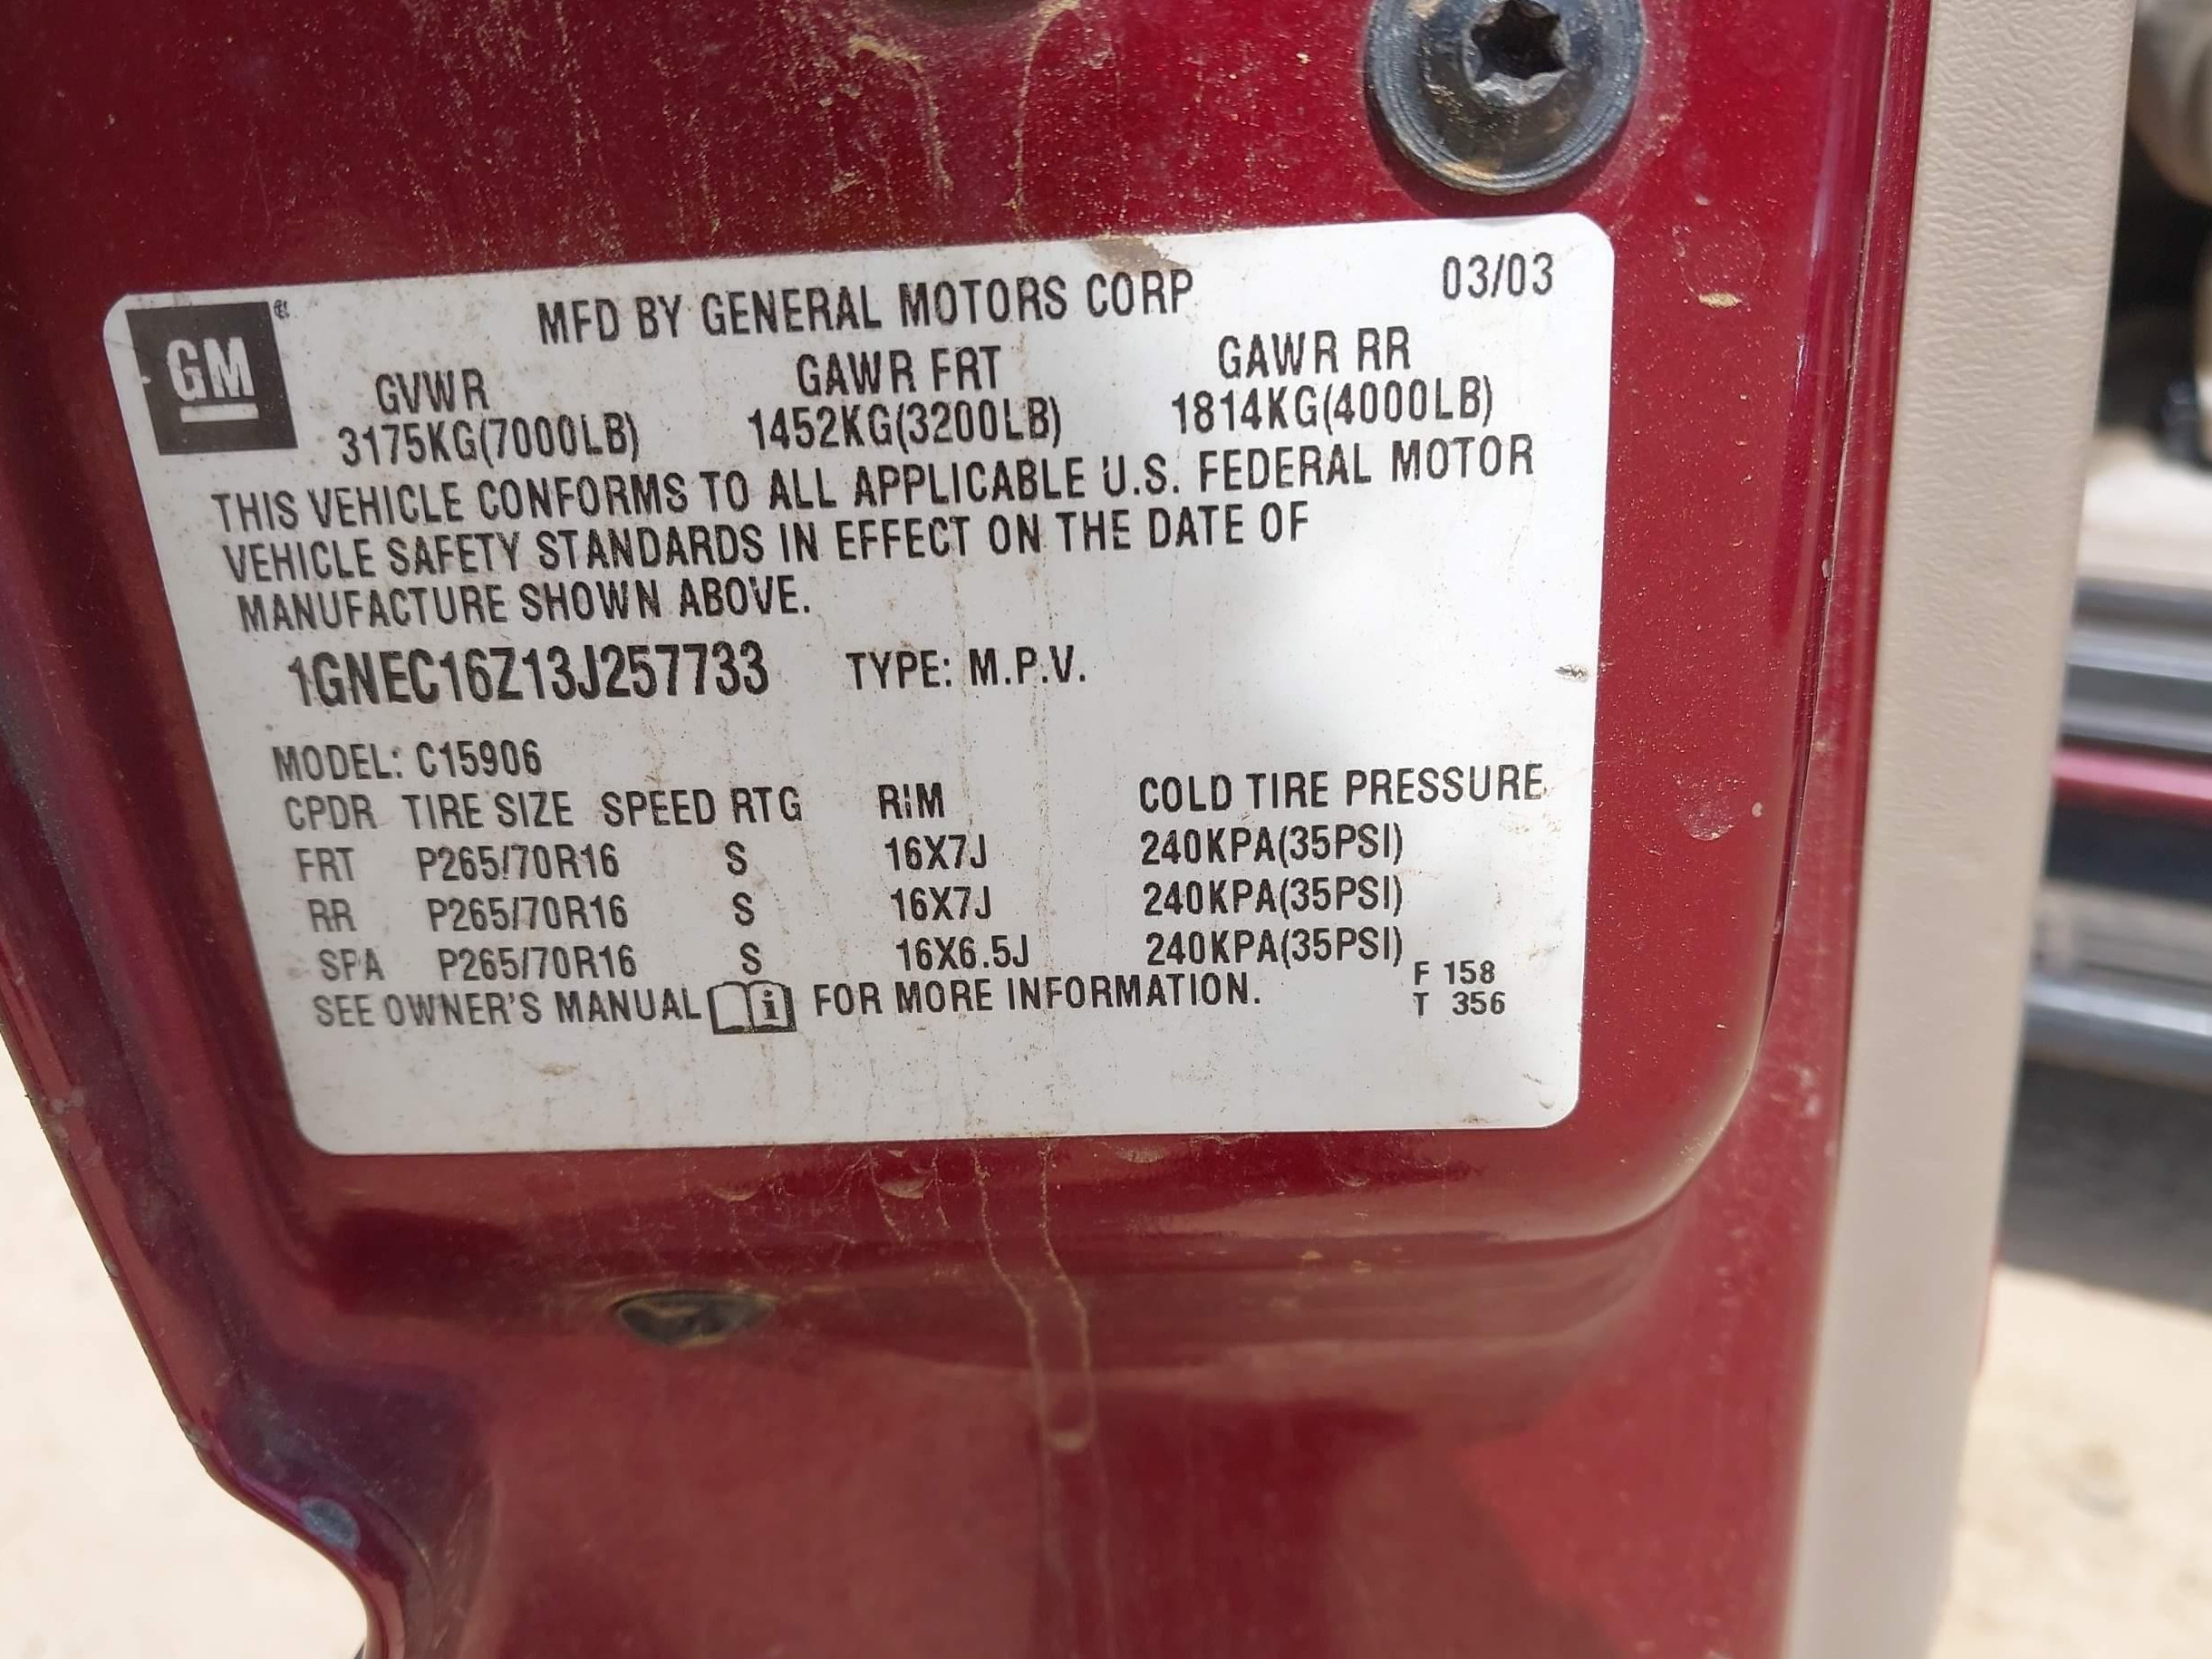 GM ® MFD BY GENERAL MOTORS CORP 03/03
GVWR GAWR FRT GAWR RR
3175KG(7000LB) 1452KG(3200LB) 1814KG(4000LB)
THIS VEHICLE CONFORMS TO ALL APPLICABLE U.S. FEDERAL MOTOR
VEHICLE SAFETY STANDARDS IN EFFECT ON THE DATE OF
MANUFACTURE SHOWN ABOVE.
1GNEC16Z13J257733 TYPE: M.P.V.
MODEL: C15906
CPDR TIRE SIZE SPEED RTG RIM COLD TIRE PRESSURE
FRT P265/70R16 S 16X7J 240KPA(35PSI)
RR P265/70R16 S 16X7J 240KPA(35PSI)
SPA P265/70R16 S 16X6.5J 240KPA(35PSI)
SEE OWNER'S MANUAL i FOR MORE INFORMATION.
F 158
T 356